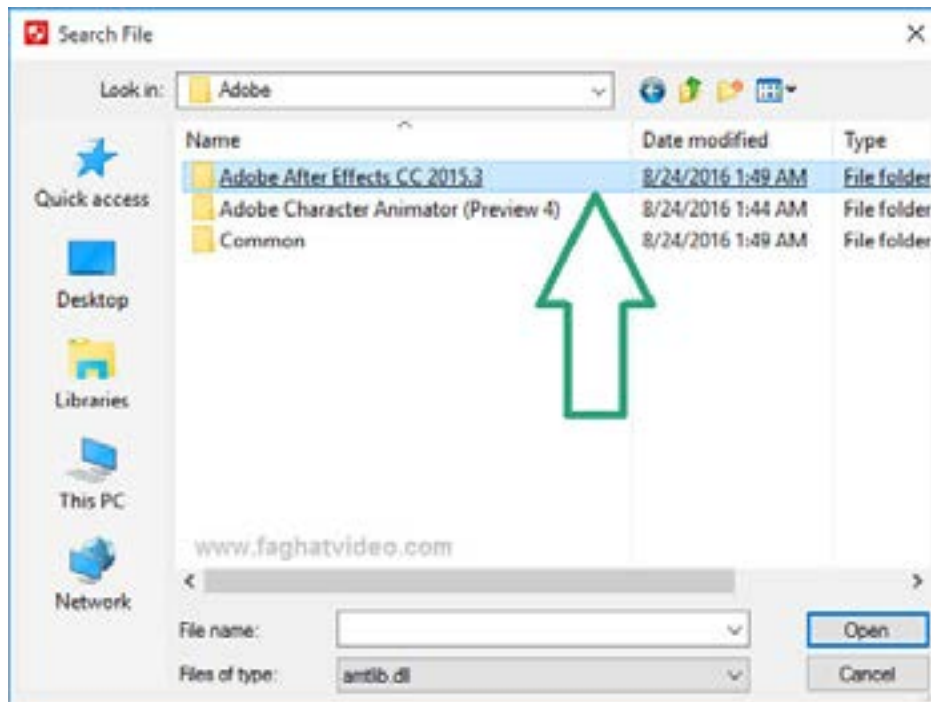 Search File
Look in: Adobe
Name Date modified Type
Adobe After Effects CC 2015.3 8/24/2016 1:49 AM File folder
Adobe Character Animator (Preview 4) 8/24/2016 1:44 AM File folder
Common 8/24/2016 1:49 AM File folder
Quick access
Desktop
Libraries
This PC
www.faghatvideo.com
Network
File name: Open
Files of type: amtlib.dll Cancel